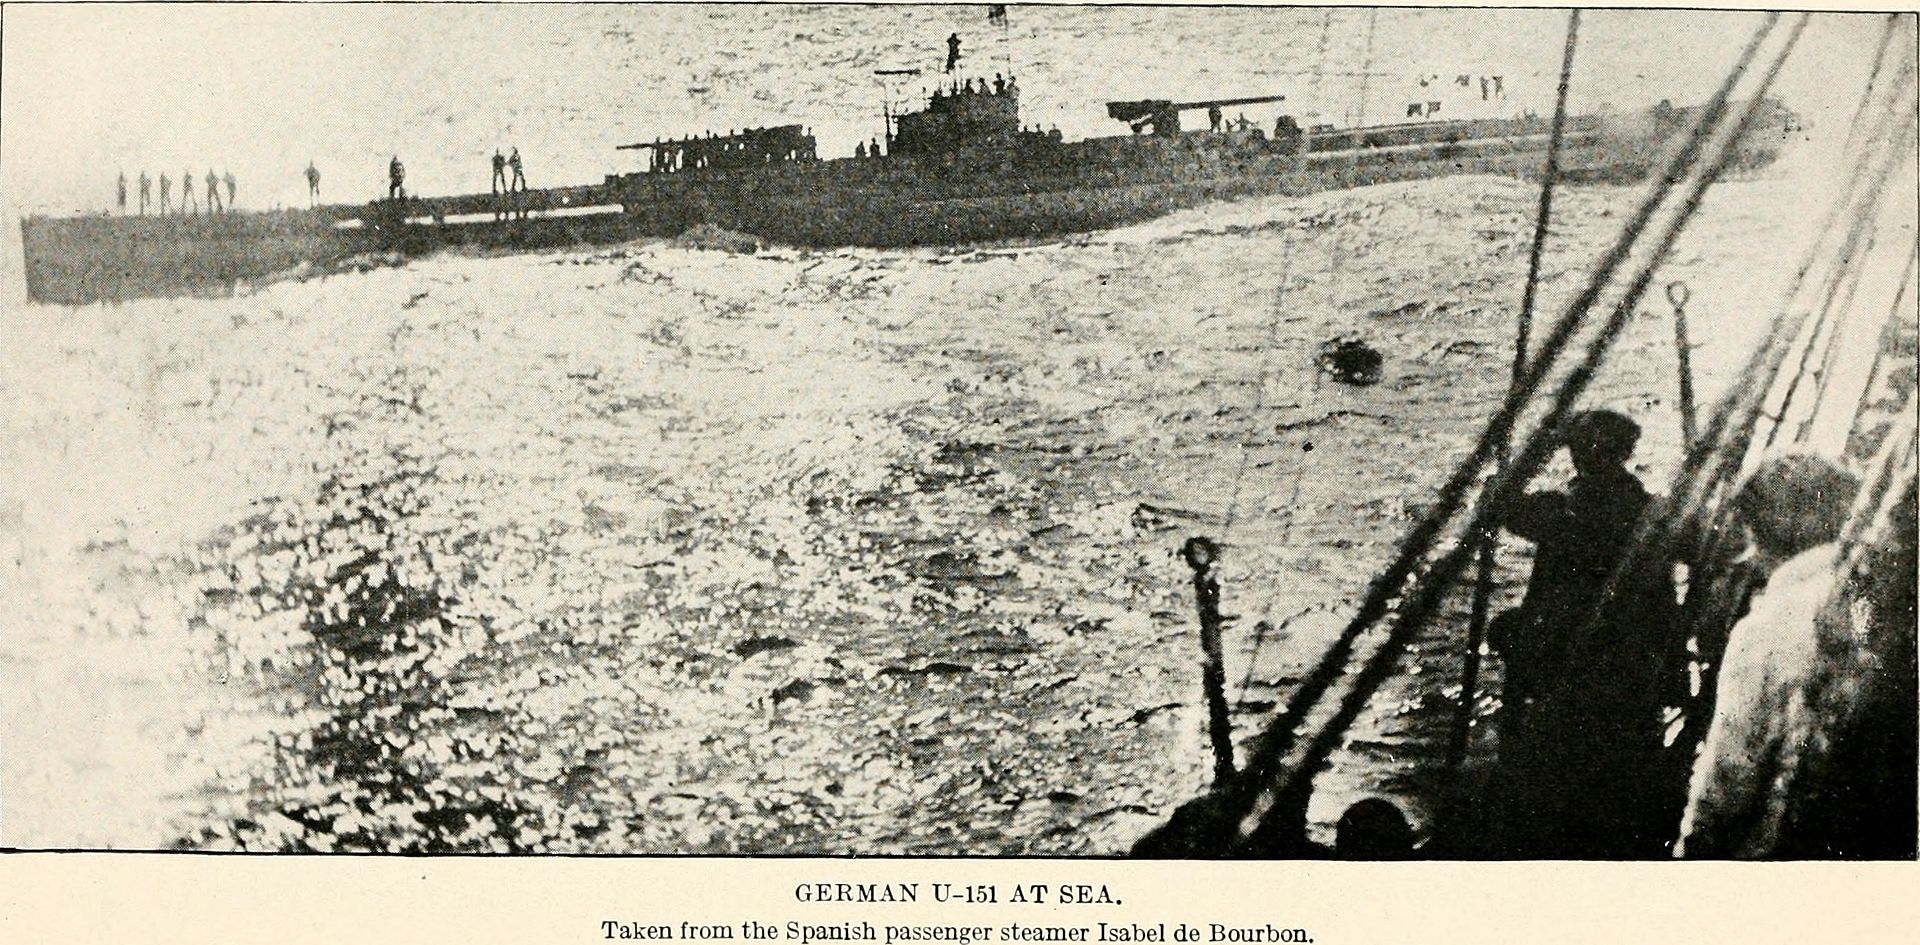 GERMAN U-151 AT SEA.
Taken from the Spanish passenger steamer Isabel de Bourbon.